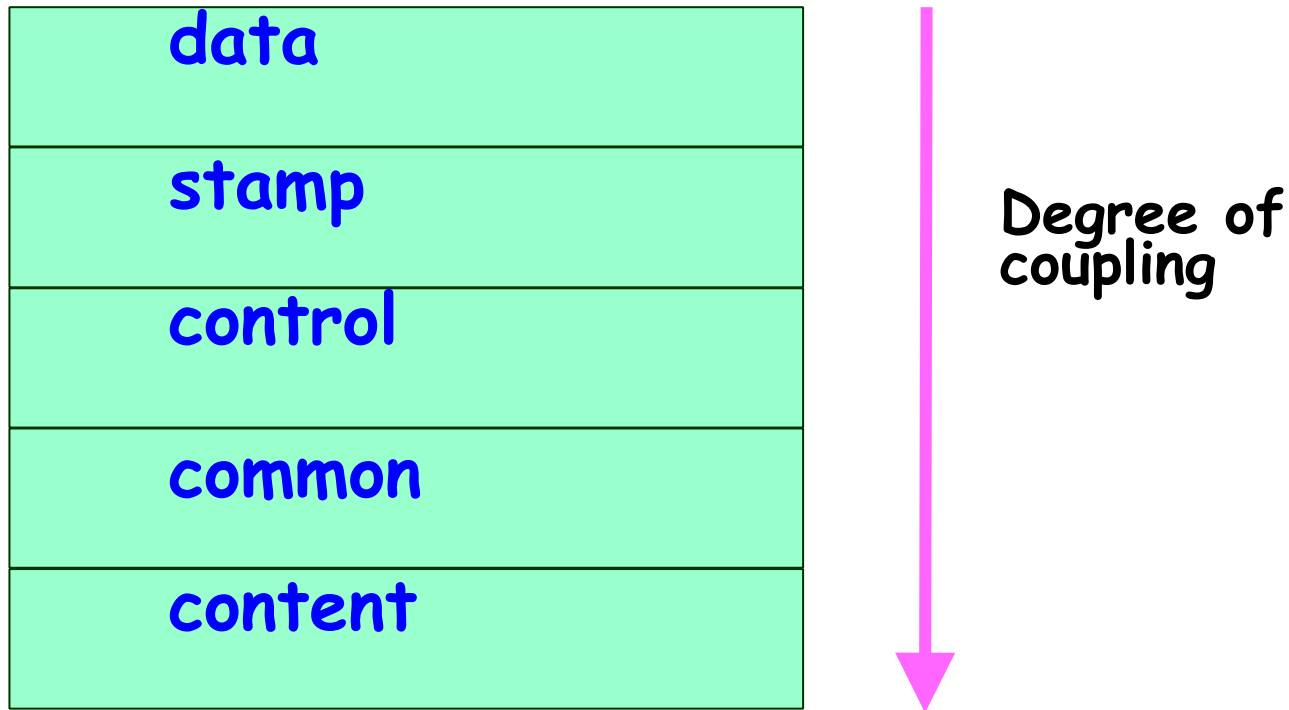 data
stamp
control
common
content
Degree of
coupling